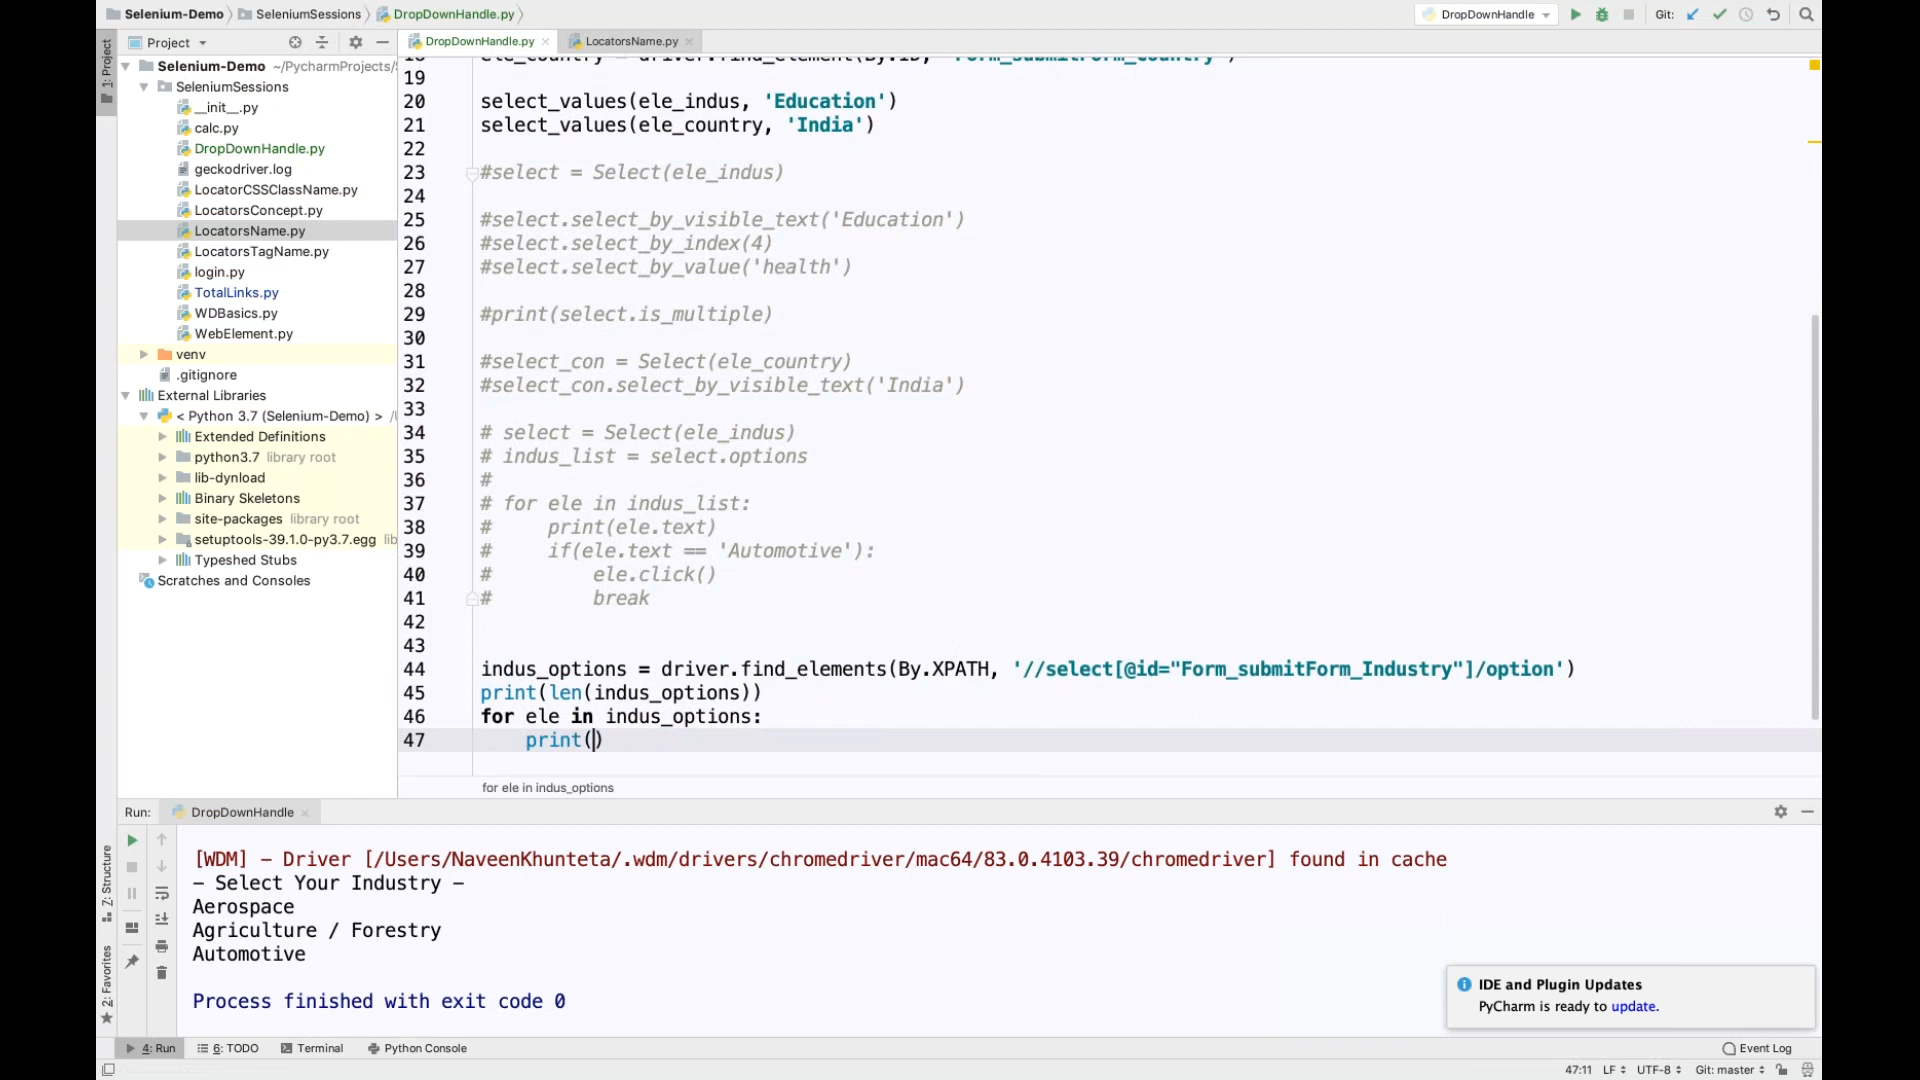 Selenium-Demo
SeleniumSessions
DropDownHandle.py
DropDownHandle
Git:
1: Project
Project
DropDownHandle.py
LocatorsName.py
Selenium-Demo ~/PycharmProjects/
SeleniumSessions
__init__.py
calc.py
DropDownHandle.py
geckodriver.log
LocatorCSSClassName.py
LocatorsConcept.py
LocatorsName.py
LocatorsTagName.py
login.py
TotalLinks.py
WDBasics.py
WebElement.py
venv
.gitignore
External Libraries
< Python 3.7 (Selenium-Demo) >
Extended Definitions
python3.7 library root
lib-dynload
Binary Skeletons
site-packages library root
setuptools-39.1.0-py3.7.egg lib
Typeshed Stubs
Scratches and Consoles
18 ele_country = driver.find_element(By.ID, 'Form_submitForm_Country')
19
20 select_values(ele_indus, 'Education')
21 select_values(ele_country, 'India')
22
23 #select = Select(ele_indus)
24
25 #select.select_by_visible_text('Education')
26 #select.select_by_index(4)
27 #select.select_by_value('health')
28
29 #print(select.is_multiple)
30
31 #select_con = Select(ele_country)
32 #select_con.select_by_visible_text('India')
33
34 # select = Select(ele_indus)
35 # indus_list = select.options
36 #
37 # for ele in indus_list:
38 #     print(ele.text)
39 #     if(ele.text == 'Automotive'):
40 #         ele.click()
41 #         break
42
43
44 indus_options = driver.find_elements(By.XPATH, '//select[@id="Form_submitForm_Industry"]/option')
45 print(len(indus_options))
46 for ele in indus_options:
47     print()
for ele in indus_options
Run:
DropDownHandle
Z: Structure
2: Favorites
[WDM] - Driver [/Users/NaveenKhunteta/.wdm/drivers/chromedriver/mac64/83.0.4103.39/chromedriver] found in cache
- Select Your Industry -
Aerospace
Agriculture / Forestry
Automotive
Process finished with exit code 0
IDE and Plugin Updates
PyCharm is ready to update.
4: Run
6: TODO
Terminal
Python Console
Event Log
47:11 LF UTF-8 Git: master